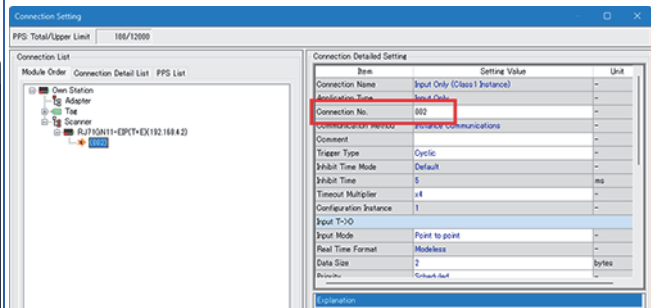 Connection Setting
PPS: Total/Upper Limit 108/12000
Connection List
Module Order Connection Detail List PPS List
Own Station
Adapter
Tag
Scanner
RJ71GN11-EIP(T+E)(192.168.4.2)
(002)
Connection Detailed Setting
Item Setting Value Unit
Connection Name Input Only (Class1 Instance) -
Application Type Input Only -
Connection No. 002 -
Communication Method Instance Communications -
Comment -
Trigger Type Cyclic -
Inhibit Time Mode Default -
Inhibit Time 5 ms
Timeout Multiplier x4 -
Configuration Instance 1 -
Input T->O
Input Mode Point to point -
Real Time Format Modeless -
Data Size 2 bytes
Priority Scheduled -
Explanation